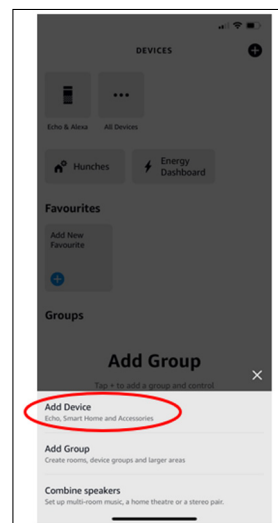 DEVICES
Echo & Alexa
All Devices
Hunches
Energy
Dashboard
Favourites
Add New
Favourite
Groups
Add Group
Tap + to add a group and control
Add Device
Echo, Smart Home and Accessories
Add Group
Create rooms, device groups and larger areas
Combine speakers
Set up multi-room music, a home theatre or a stereo pair.